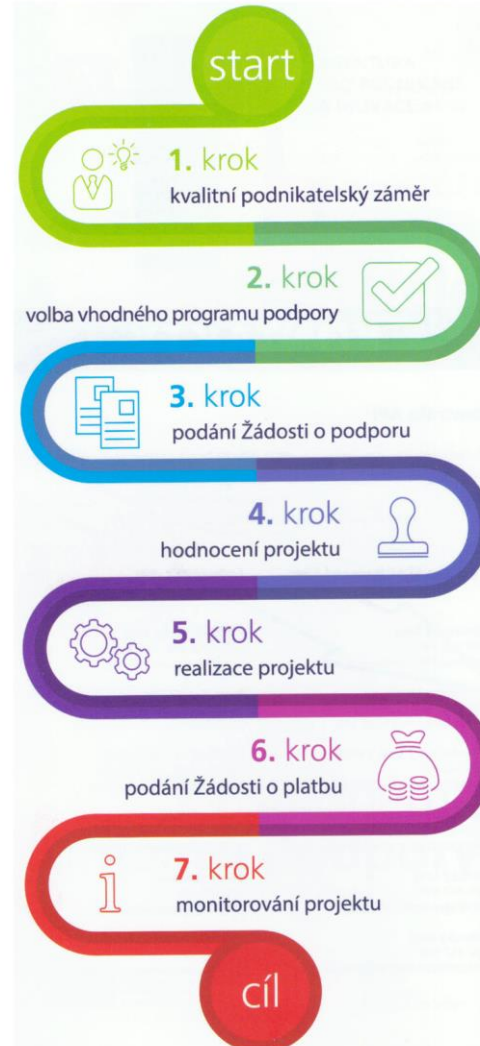 start
1. krok
kvalitní podnikatelský záměr
2. krok
volba vhodného programu podpory
3. krok
podání Žádosti o podporu
4. krok
hodnocení projektu
5. krok
realizace projektu
6. krok
podání Žádosti o platbu
7. krok
monitorování projektu
cíl